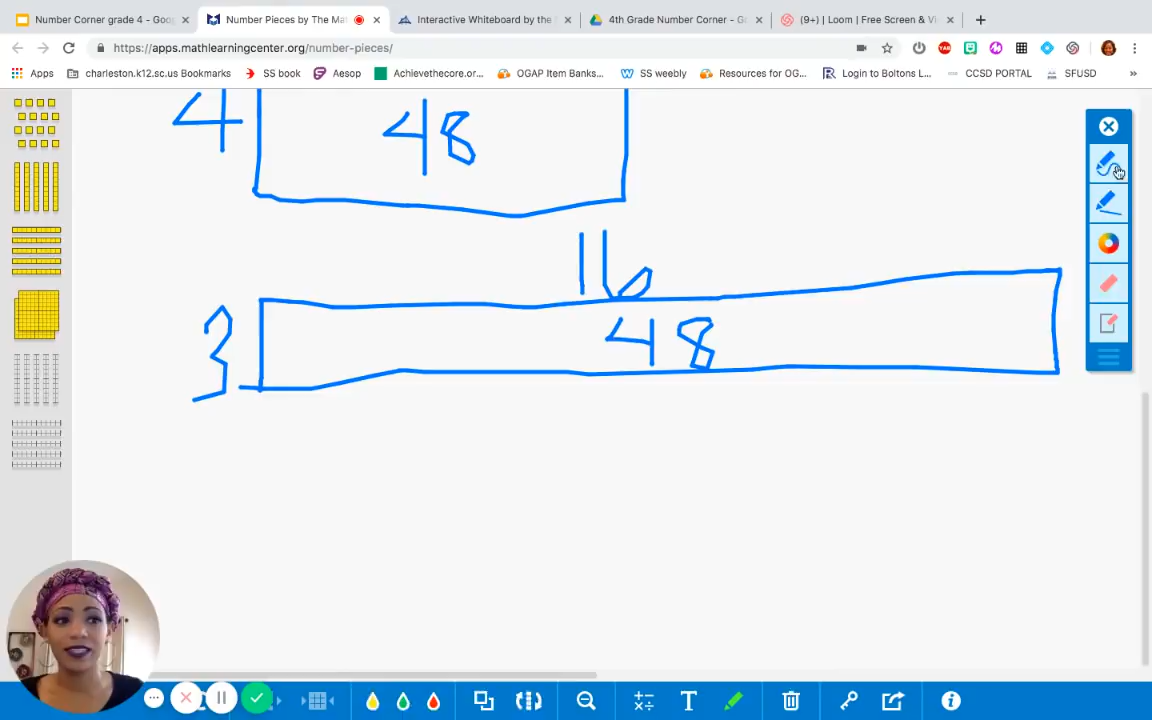 Number Corner grade 4 - Goog
Number Pieces by The Mat
Interactive Whiteboard by the
4th Grade Number Corner - Go
(9+) | Loom | Free Screen & Vi
https://apps.mathlearningcenter.org/number-pieces/
Apps
charleston.k12.sc.us Bookmarks
SS book
Aesop
Achievethecore.or...
OGAP Item Banks...
SS weekly
Resources for OG...
Login to Boltons L...
CCSD PORTAL
SFUSD
4
48
16
3
48